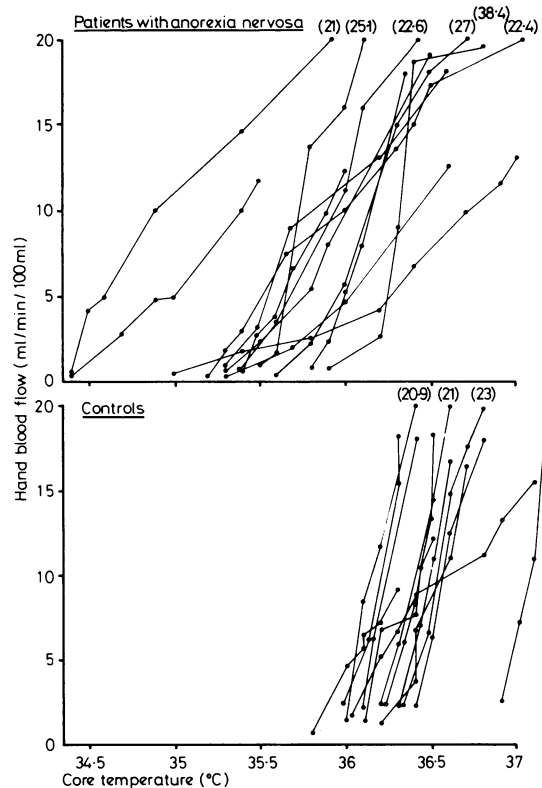 Patients with anorexia nervosa
(21) (25·1) (22·6) (27) (38·4) (22·4)
20
15
10
5
0
Hand blood flow (ml/min/100ml)
Controls
(20·9) (21) (23)
20
15
10
5
0
34·5 35 35·5 36 36·5 37
Core temperature (°C)